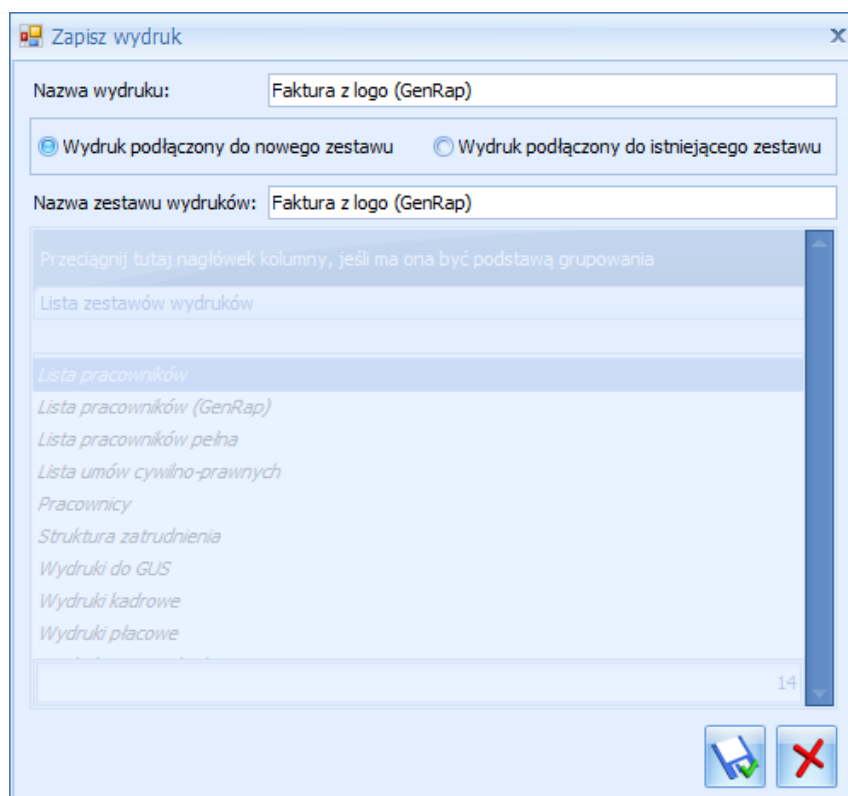 Zapisz wydruk
Nazwa wydruku: Faktura z logo (GenRap)
Wydruk podłączony do nowego zestawu Wydruk podłączony do istniejącego zestawu
Nazwa zestawu wydruków: Faktura z logo (GenRap)
Przeciągnij tutaj nagłówek kolumny, jeśli ma ona być podstawą grupowania
Lista zestawów wydruków
Lista pracowników
Lista pracowników (GenRap)
Lista pracowników pełna
Lista umów cywilno-prawnych
Pracownicy
Struktura zatrudnienia
Wydruki do GUS
Wydruki kadrowe
Wydruki płacowe
14